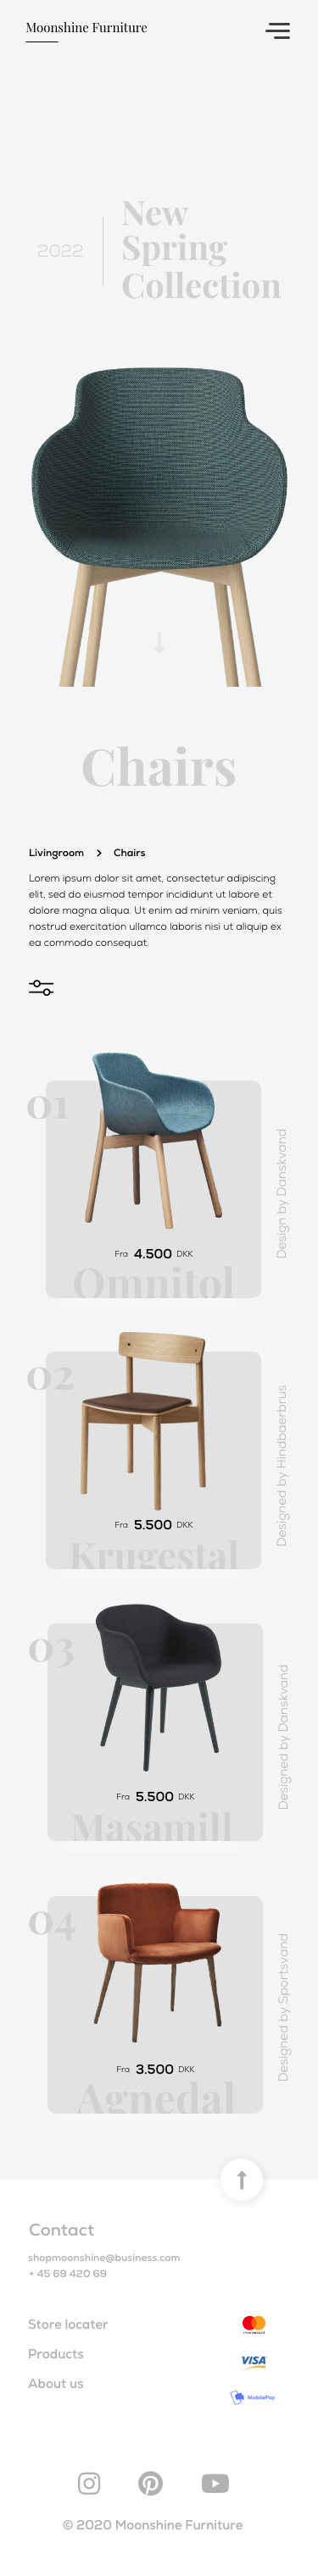 Moonshine Furniture
2022
New
Spring
Collection
Chairs
Livingroom > Chairs
Lorem ipsum dolor sit amet, consectetur adipiscing
elit, sed do eiusmod tempor incididunt ut labore et
dolore magna aliqua. Ut enim ad minim veniam, quis
nostrud exercitation ullamco laboris nisi ut aliquip ex
ea commodo consequat.
01
Design by Danskvand
Fra 4.500 DKK
Omnitol
02
Designed by Hindbaerbrus
Fra 5.500 DKK
Krugestal
03
Designed by Danskvand
Fra 5.500 DKK
Masamill
04
Designed by Sportsvand
Fra 3.500 DKK
Agnedal
Contact
shopmoonshine@business.com
+ 45 69 420 69
Store locater
mastercard
Products
VISA
About us
MobilePay
© 2020 Moonshine Furniture